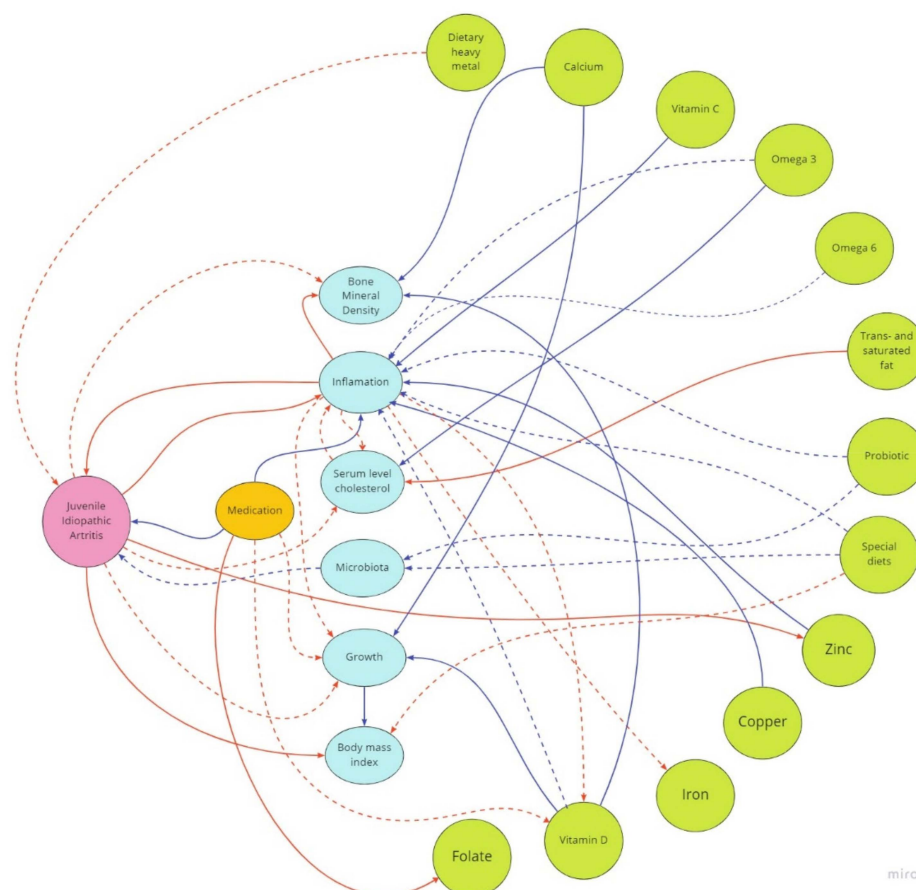 Dietary
heavy
metal
Calcium
Vitamin C
Omega 3
Omega 6
Bone
Mineral
Density
Trans- and
saturated
fat
Inflamation
Probiotic
Serum level
cholesterol
Juvenile
Idiopathic
Artritis
Medication
Special
diets
Microbiota
Zinc
Growth
Copper
Body mass
index
Iron
Vitamin D
Folate